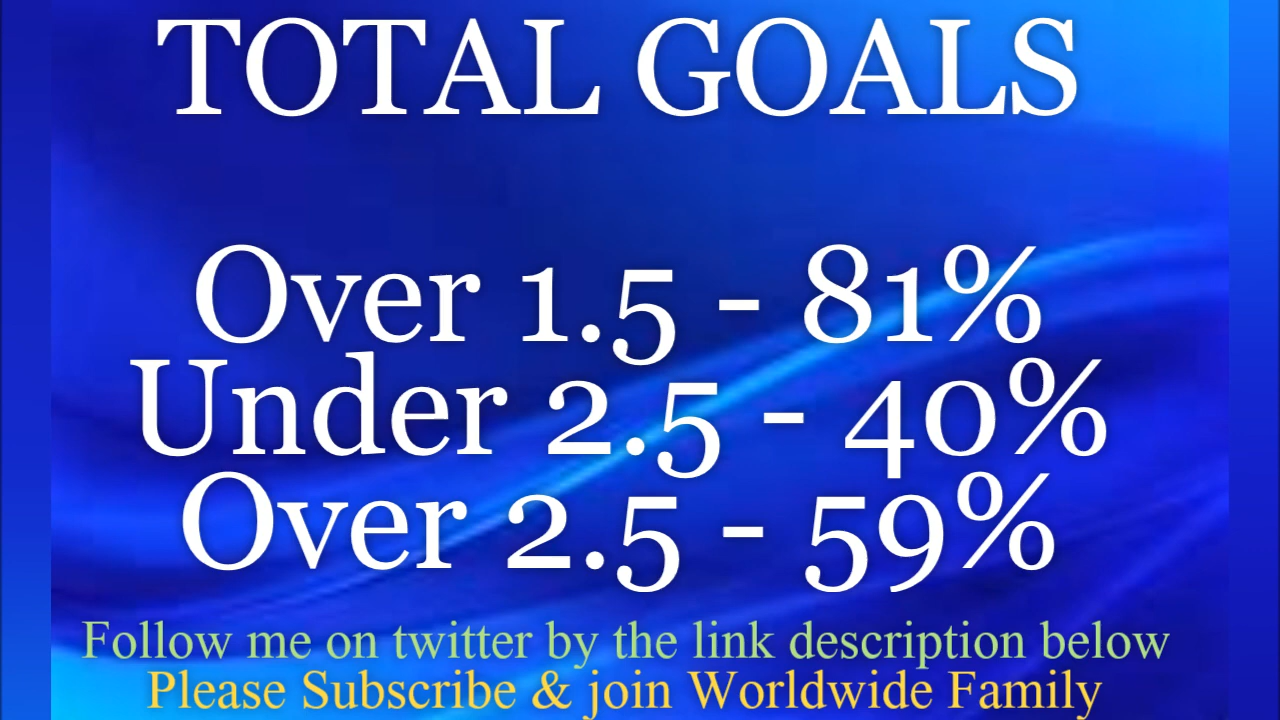 TOTAL GOALS
Over 1.5 - 81%
Under 2.5 - 40%
Over 2.5 - 59%
Follow me on twitter by the link description below
Please Subscribe & join Worldwide Family